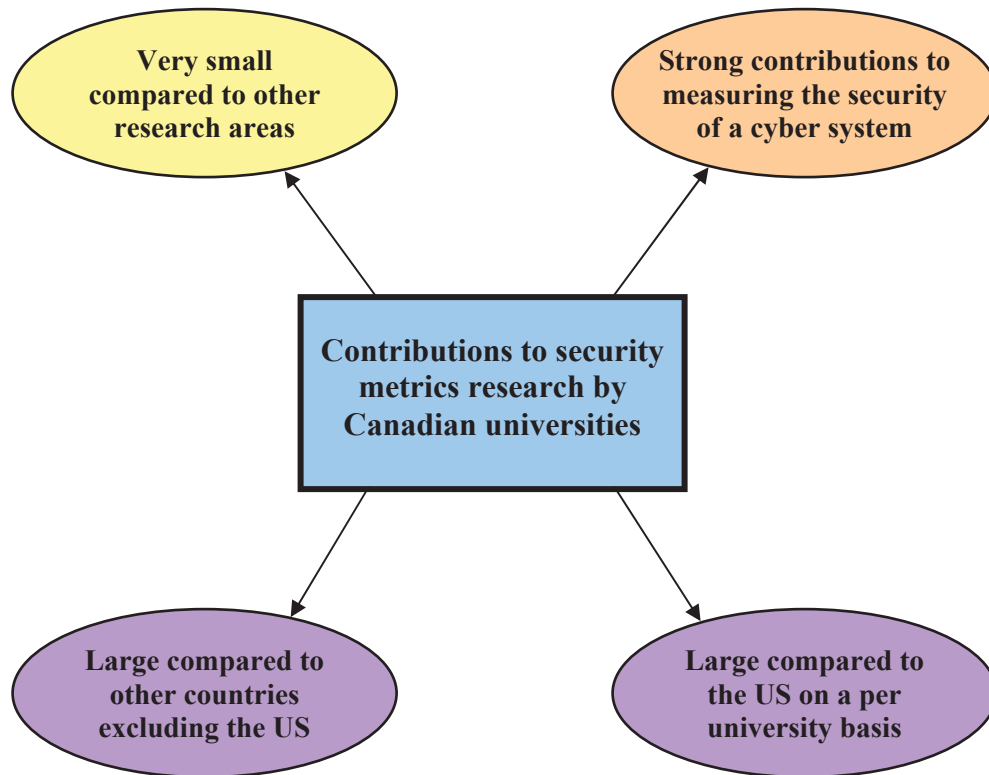 Very small
compared to other
research areas
Strong contributions to
measuring the security
of a cyber system
Contributions to security
metrics research by
Canadian universities
Large compared to
other countries
excluding the US
Large compared to
the US on a per
university basis